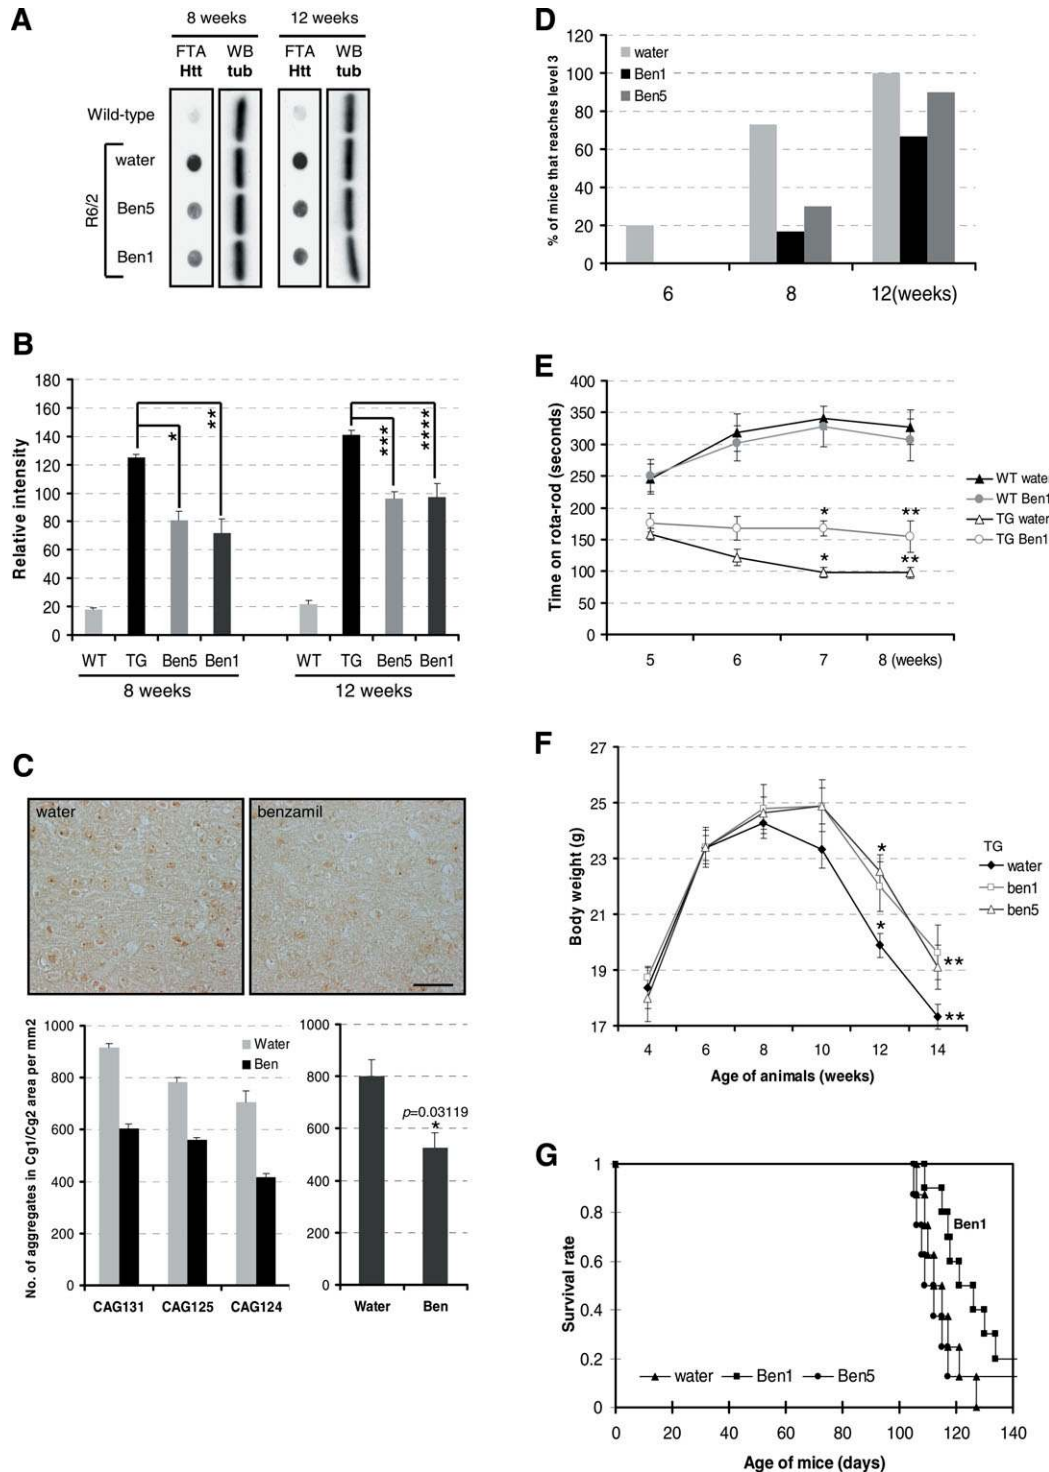 A
8 weeks
12 weeks
FTA WB FTA WB
Htt tub Htt tub
Wild-type
R6/2
water
Ben5
Ben1
B
Relative intensity
180
160
140
120
100
80
60
40
20
0
*
**
***
****
WT TG Ben5 Ben1 WT TG Ben5 Ben1
8 weeks
12 weeks
C
water
benzamil
No. of aggregates in Cg1/Cg2 area per mm2
1000
800
600
400
200
0
Water
Ben
CAG131 CAG125 CAG124
1000
800
600
400
200
0
p=0.03119
*
Water Ben
D
% of mice that reaches level 3
120
100
80
60
40
20
0
water
Ben1
Ben5
6 8 12(weeks)
E
Time on rota-rod (seconds)
400
350
300
250
200
150
100
50
0
* **
* **
5 6 7 8 (weeks)
WT water
WT Ben1
TG water
TG Ben1
F
Body weight (g)
27
25
23
21
19
17
*
*
**
**
4 6 8 10 12 14
Age of animals (weeks)
TG
water
ben1
ben5
G
Survival rate
1
0.8
0.6
0.4
0.2
0
Ben1
water Ben1 Ben5
0 20 40 60 80 100 120 140
Age of mice (days)